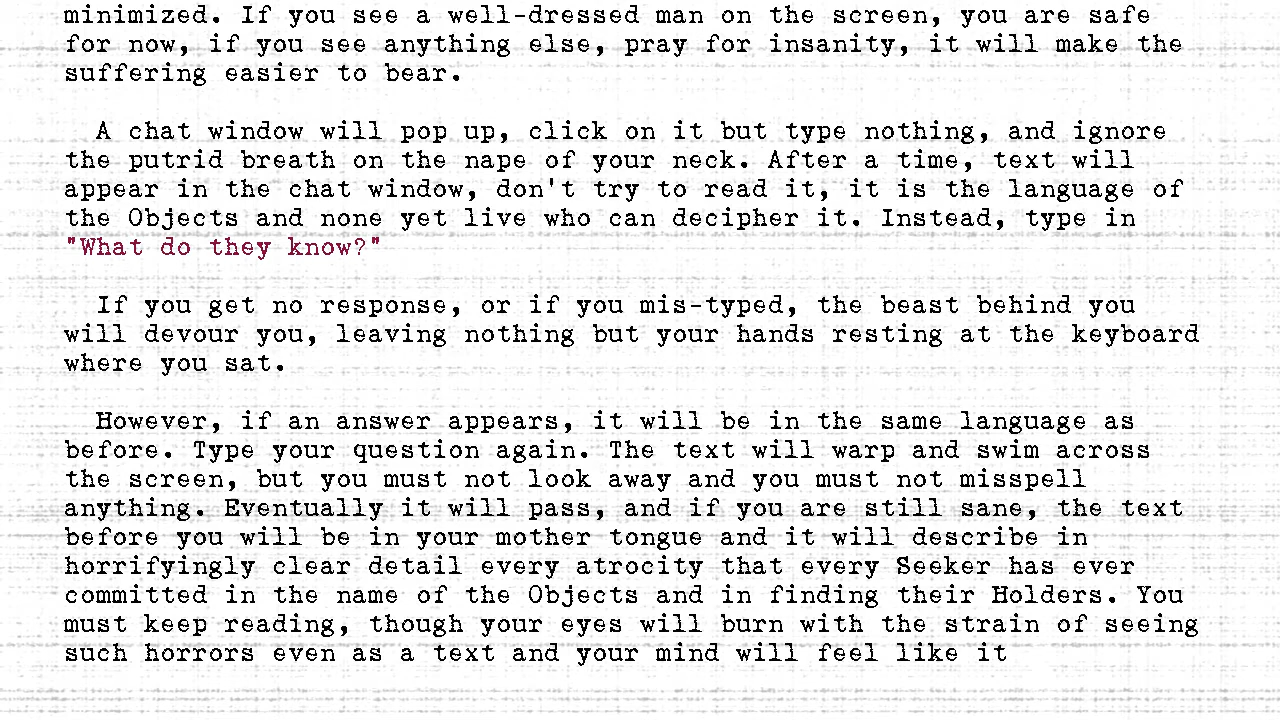 minimized. If you see a well-dressed man on the screen, you are safe
for now, if you see anything else, pray for insanity, it will make the
suffering easier to bear.
A chat window will pop up, click on it but type nothing, and ignore
the putrid breath on the nape of your neck. After a time, text will
appear in the chat window, don't try to read it, it is the language of
the Objects and none yet live who can decipher it. Instead, type in
"What do they know?"
If you get no response, or if you mis-typed, the beast behind you
will devour you, leaving nothing but your hands resting at the keyboard
where you sat.
However, if an answer appears, it will be in the same language as
before. Type your question again. The text will warp and swim across
the screen, but you must not look away and you must not misspell
anything. Eventually it will pass, and if you are still sane, the text
before you will be in your mother tongue and it will describe in
horrifyingly clear detail every atrocity that every Seeker has ever
committed in the name of the Objects and in finding their Holders. You
must keep reading, though your eyes will burn with the strain of seeing
such horrors even as a text and your mind will feel like it